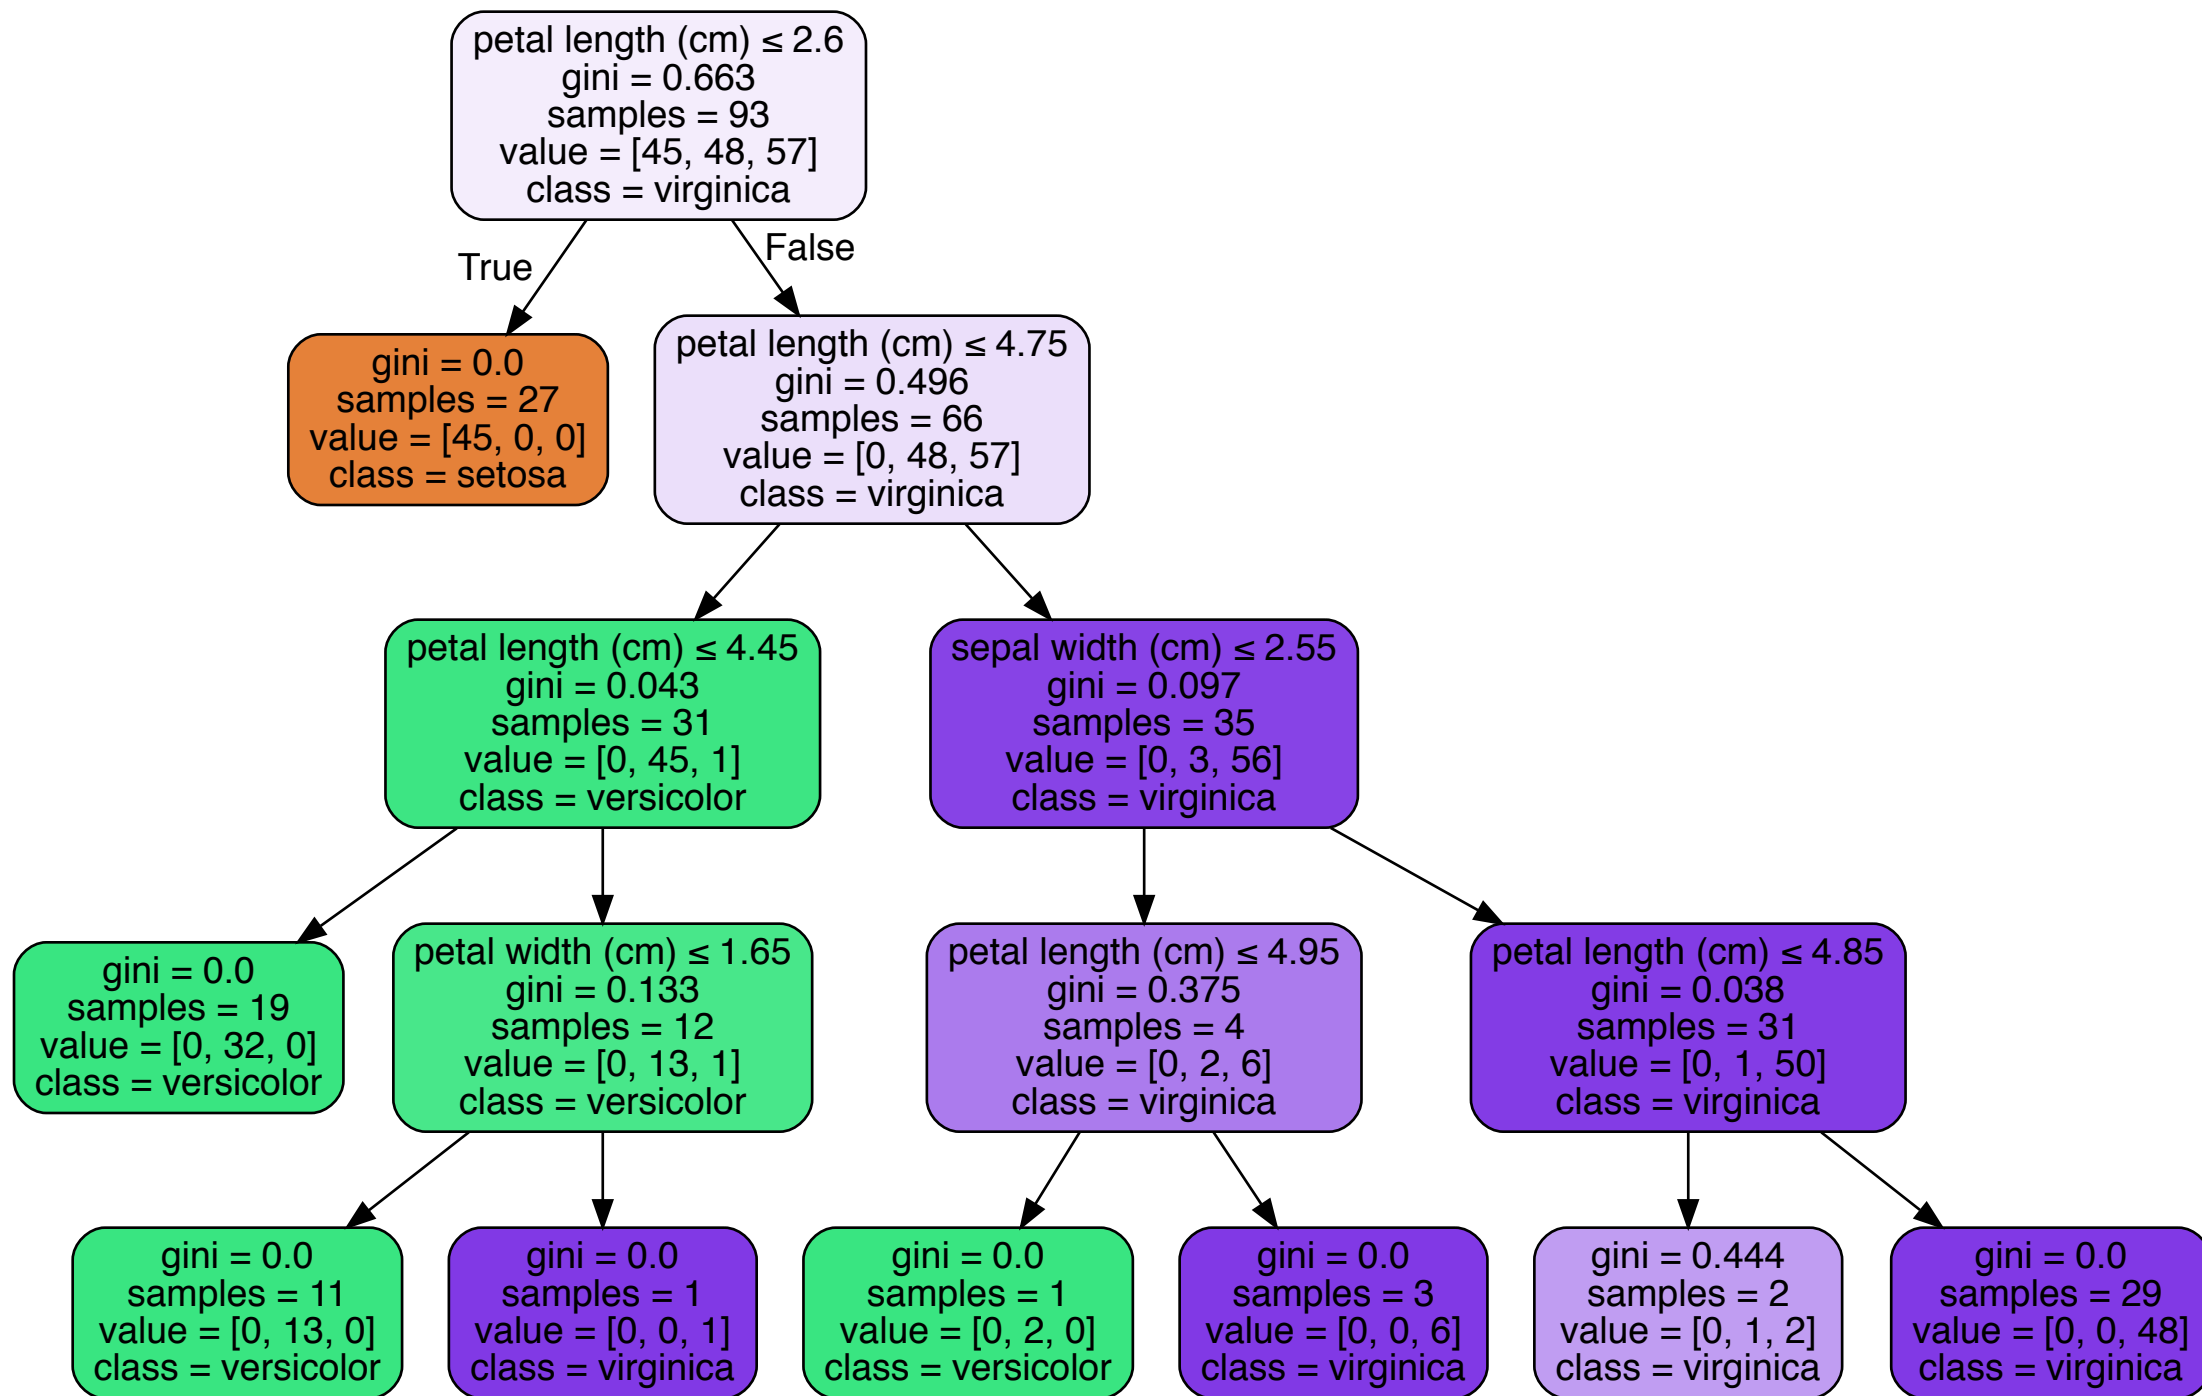 petal length (cm) ≤ 2.6
gini = 0.663
samples = 93
value = [45, 48, 57]
class = virginica
True
False
gini = 0.0
samples = 27
value = [45, 0, 0]
class = setosa
petal length (cm) ≤ 4.75
gini = 0.496
samples = 66
value = [0, 48, 57]
class = virginica
petal length (cm) ≤ 4.45
gini = 0.043
samples = 31
value = [0, 45, 1]
class = versicolor
sepal width (cm) ≤ 2.55
gini = 0.097
samples = 35
value = [0, 3, 56]
class = virginica
gini = 0.0
samples = 19
value = [0, 32, 0]
class = versicolor
petal width (cm) ≤ 1.65
gini = 0.133
samples = 12
value = [0, 13, 1]
class = versicolor
petal length (cm) ≤ 4.95
gini = 0.375
samples = 4
value = [0, 2, 6]
class = virginica
petal length (cm) ≤ 4.85
gini = 0.038
samples = 31
value = [0, 1, 50]
class = virginica
gini = 0.0
samples = 11
value = [0, 13, 0]
class = versicolor
gini = 0.0
samples = 1
value = [0, 0, 1]
class = virginica
gini = 0.0
samples = 1
value = [0, 2, 0]
class = versicolor
gini = 0.0
samples = 3
value = [0, 0, 6]
class = virginica
gini = 0.444
samples = 2
value = [0, 1, 2]
class = virginica
gini = 0.0
samples = 29
value = [0, 0, 48]
class = virginica